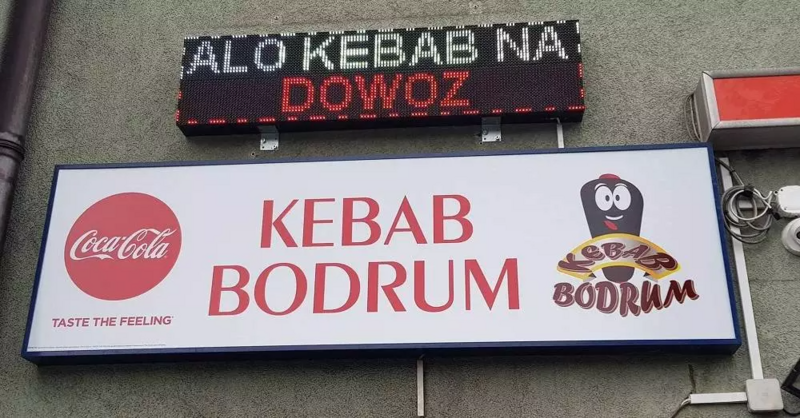 ALO KEBAB NA
DOWOZ
Coca-Cola
TASTE THE FEELING
KEBAB
BODRUM
KEBAB
BODRUM